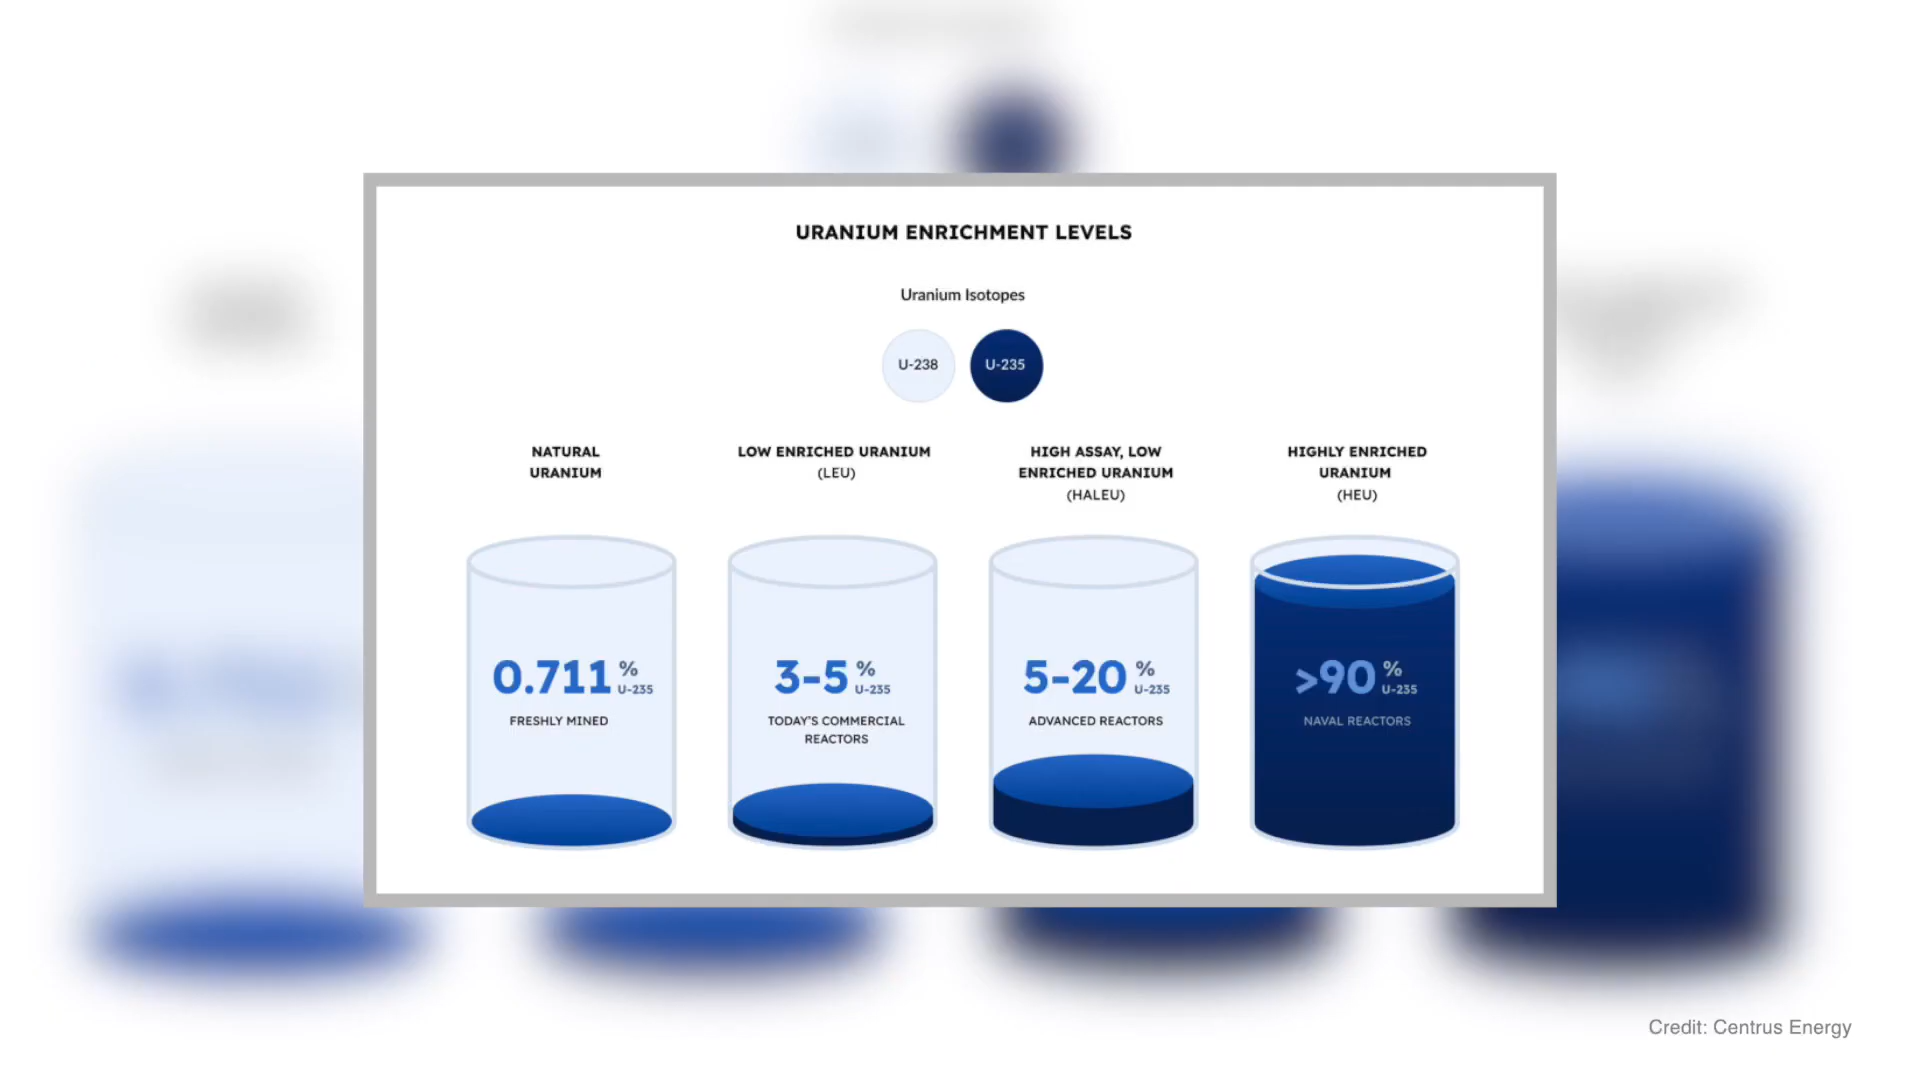 URANIUM ENRICHMENT LEVELS
Uranium Isotopes
U-238
U-235
NATURAL
URANIUM
LOW ENRICHED URANIUM
(LEU)
HIGH ASSAY, LOW
ENRICHED URANIUM
(HALEU)
HIGHLY ENRICHED
URANIUM
(HEU)
0.711 % U-235
FRESHLY MINED
3-5 % U-235
TODAY'S COMMERCIAL
REACTORS
5-20 % U-235
ADVANCED REACTORS
>90 % U-235
NAVAL REACTORS
Credit: Centrus Energy